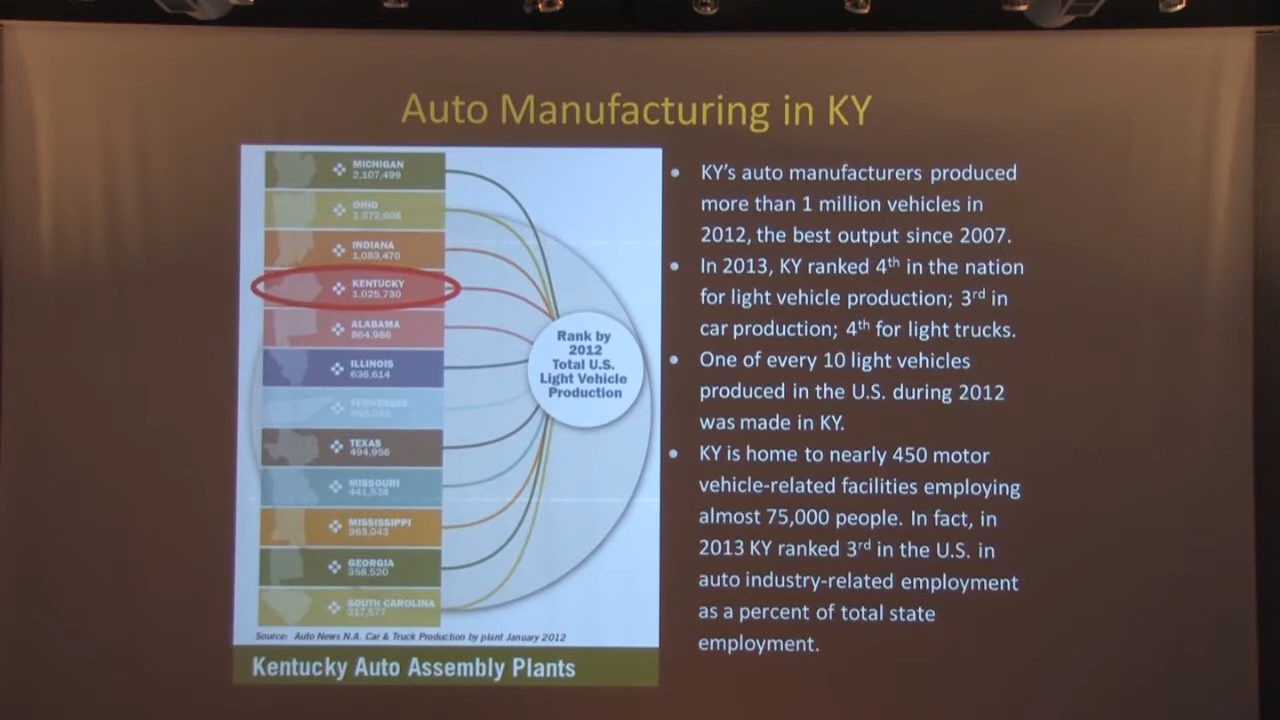 Auto Manufacturing in KY
MICHIGAN
2,107,499
OHIO
INDIANA
1,083,470
KENTUCKY
1,025,730
ALABAMA
864,986
ILLINOIS
636,614
TENNESSEE
TEXAS
494,956
MISSOURI
441,538
MISSISSIPPI
363,043
GEORGIA
358,520
SOUTH CAROLINA
Rank by
2012
Total U.S.
Light Vehicle
Production
Source: Auto News N.A. Car & Truck Production by plant January 2012
Kentucky Auto Assembly Plants
• KY's auto manufacturers produced
more than 1 million vehicles in
2012, the best output since 2007.
• In 2013, KY ranked 4th in the nation
for light vehicle production; 3rd in
car production; 4th for light trucks.
• One of every 10 light vehicles
produced in the U.S. during 2012
was made in KY.
• KY is home to nearly 450 motor
vehicle-related facilities employing
almost 75,000 people. In fact, in
2013 KY ranked 3rd in the U.S. in
auto industry-related employment
as a percent of total state
employment.